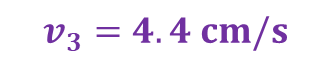 v₃ = 4.4 cm/s